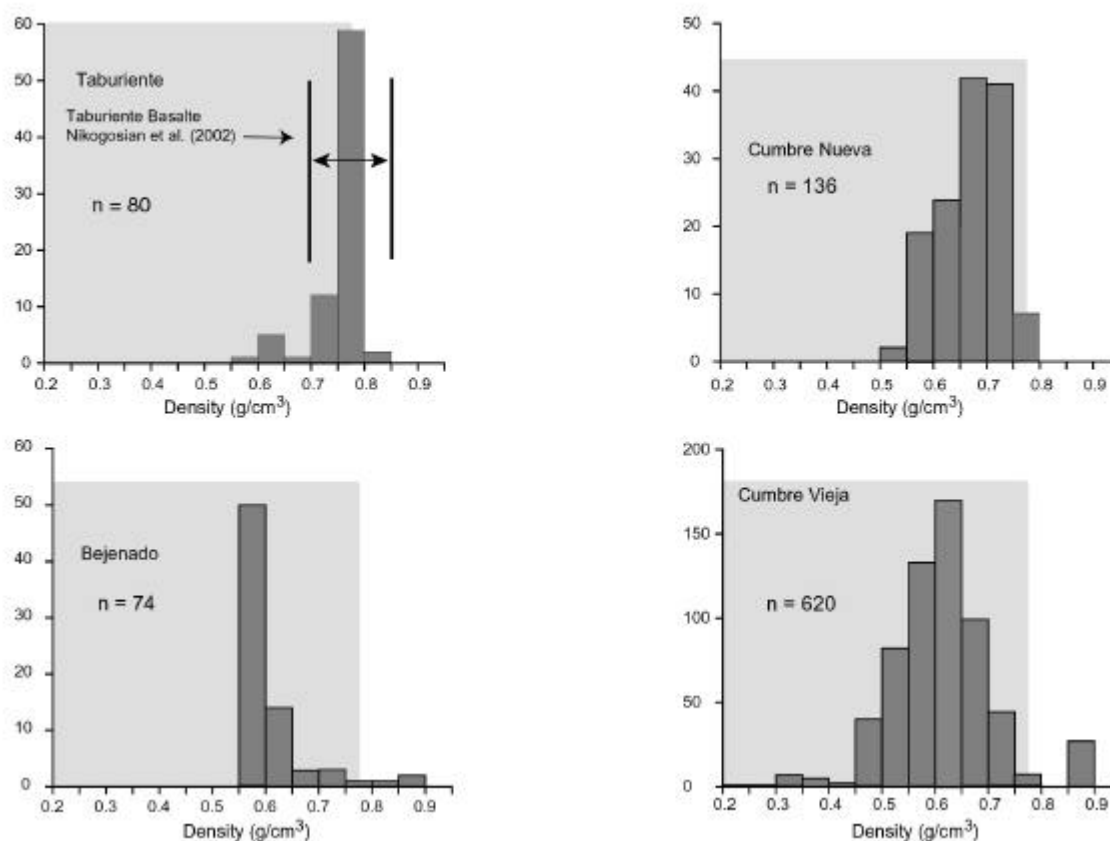 60
50
40
30
20
10
0
Taburiente
Taburiente Basalte
Nikogosian et al. (2002)
n = 80
0.2 0.3 0.4 0.5 0.6 0.7 0.8 0.9
Density (g/cm³)
50
40
30
20
10
0
Cumbre Nueva
n = 136
0.2 0.3 0.4 0.5 0.6 0.7 0.8 0.9
Density (g/cm³)
60
50
40
30
20
10
0
Bejenado
n = 74
0.2 0.3 0.4 0.5 0.6 0.7 0.8 0.9
Density (g/cm³)
200
150
100
50
0
Cumbre Vieja
n = 620
0.2 0.3 0.4 0.5 0.6 0.7 0.8 0.9
Density (g/cm³)